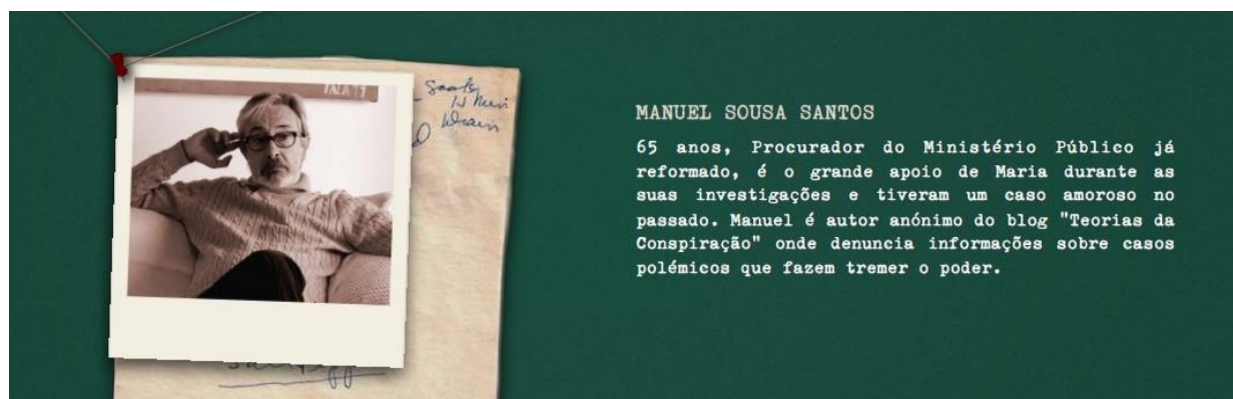 MANUEL SOUSA SANTOS
65 anos, Procurador do Ministério Público já
reformado, é o grande apoio de Maria durante as
suas investigações e tiveram um caso amoroso no
passado. Manuel é autor anónimo do blog "Teorias da
Conspiração" onde denuncia informações sobre casos
polémicos que fazem tremer o poder.